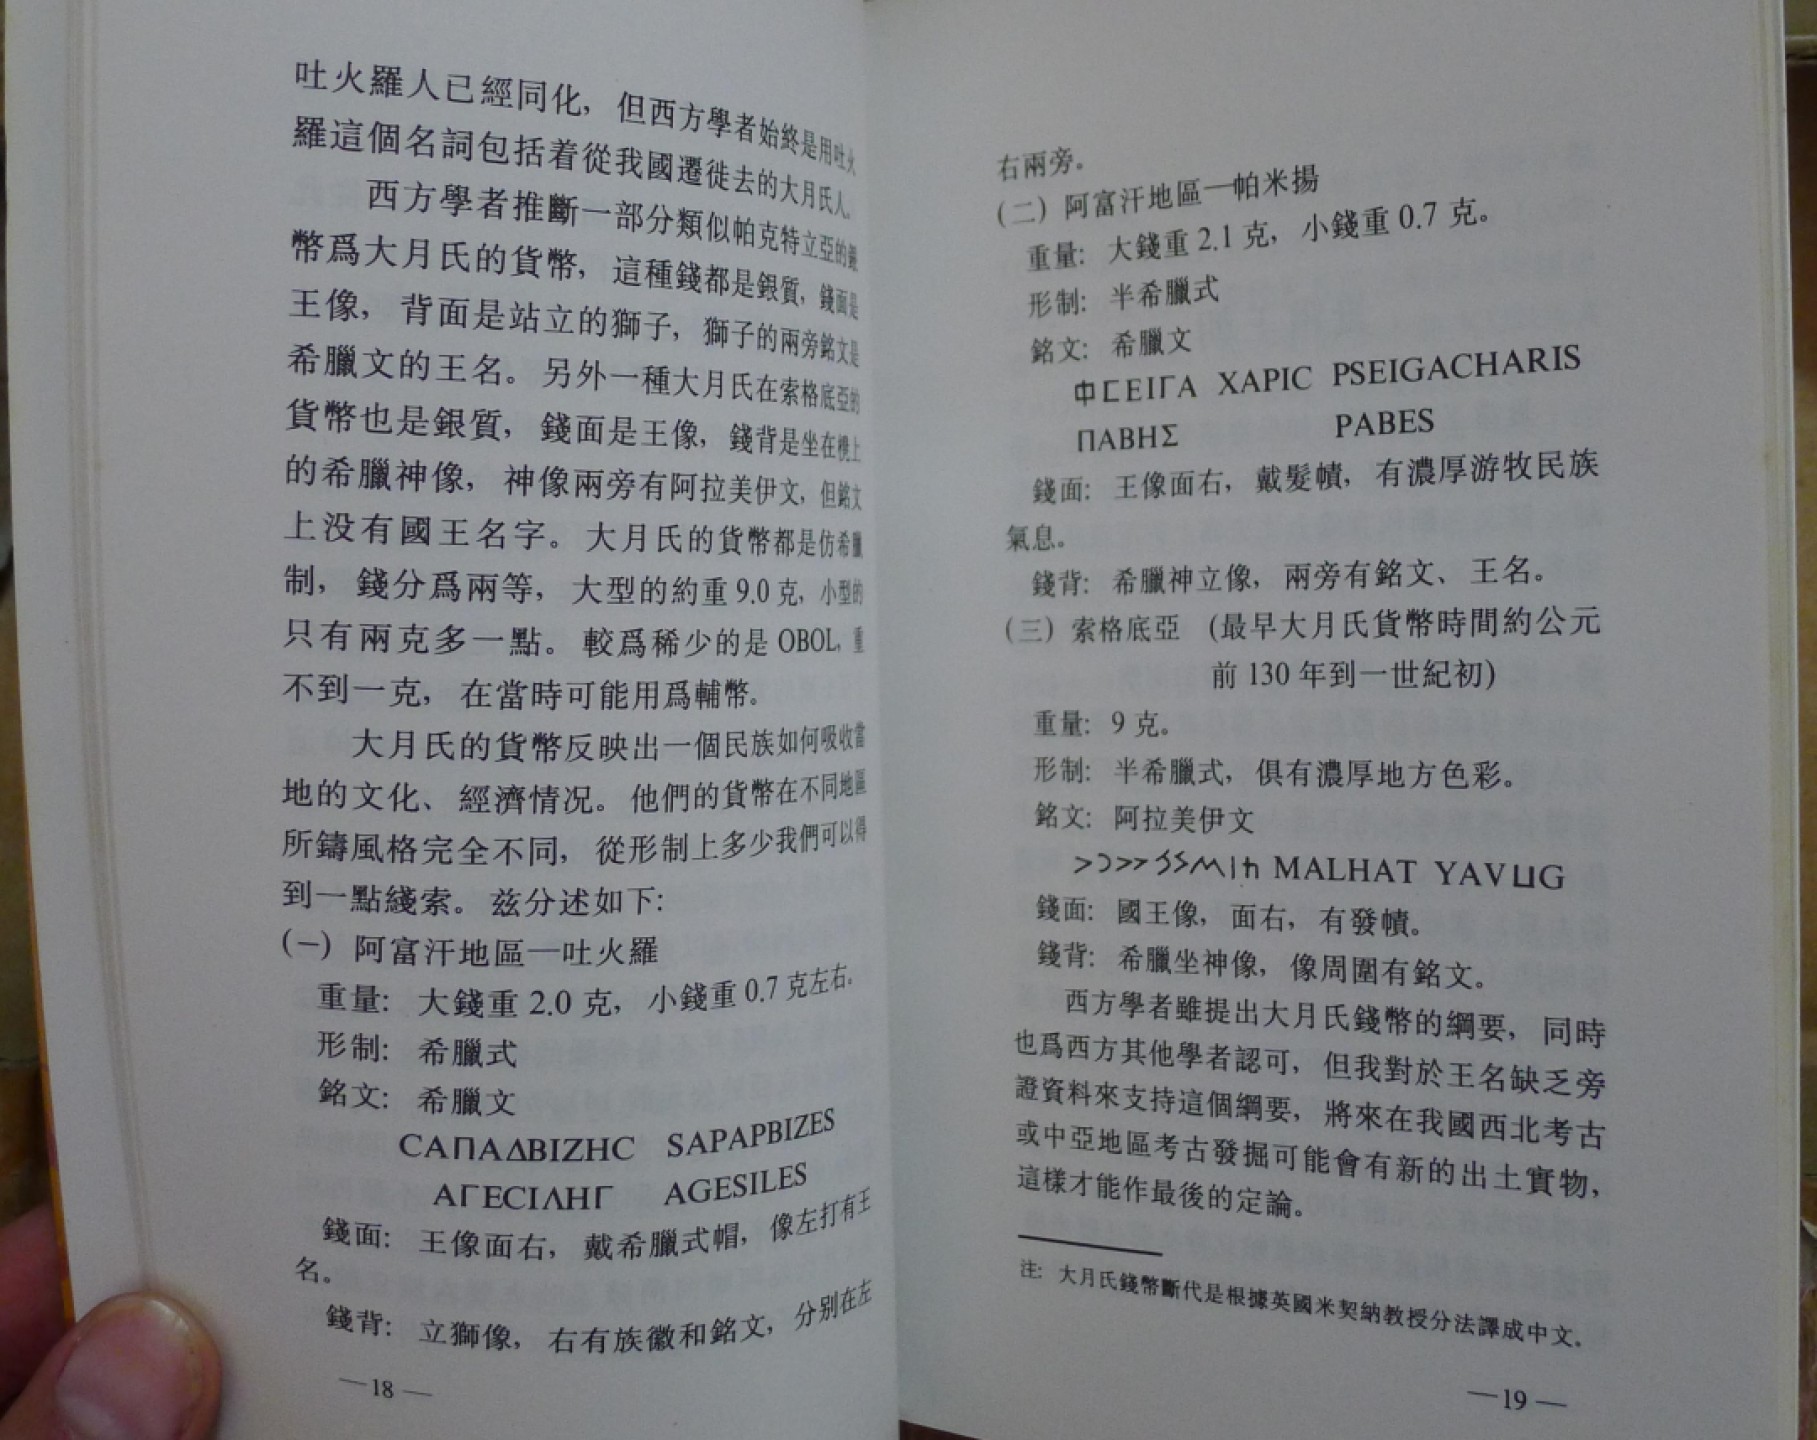 吐火羅人已經同化，但西方學者始終是用吐火
羅這個名詞包括着從我國遷徙去的大月氏人。
西方學者推斷一部分類似帕克特立亞的銀
幣爲大月氏的貨幣，這種錢都是銀質，錢面是
王像，背面是站立的獅子，獅子的兩旁銘文是
希臘文的王名。另外一種大月氏在索格底亞的
貨幣也是銀質，錢面是王像，錢背是坐在櫈上
的希臘神像，神像兩旁有阿拉美伊文，但銘文
上没有國王名字。大月氏的貨幣都是仿希臘
制，錢分爲兩等，大型的約重 9.0 克，小型的
只有兩克多一點。較爲稀少的是 OBOL，重
不到一克，在當時可能用爲輔幣。
大月氏的貨幣反映出一個民族如何吸收當
地的文化、經濟情况。他們的貨幣在不同地區
所鑄風格完全不同，從形制上多少我們可以得
到一點綫索。兹分述如下：
(一) 阿富汗地區—吐火羅
重量：大錢重 2.0 克，小錢重 0.7 克左右。
形制：希臘式
銘文：希臘文
CAΠAΔBIZHC SAPAPBIZES
AΓECIΛHΓ AGESILES
錢面：王像面右，戴希臘式帽，像左打有王
名。
錢背：立獅像，右有族徽和銘文，分别在左
—18—
右兩旁。
(二) 阿富汗地區—帕米揚
重量：大錢重 2.1 克，小錢重 0.7 克。
形制：半希臘式
銘文：希臘文
中匚EIΓA XAPIC PSEIGACHARIS
ΠABHΣ PABES
錢面：王像面右，戴髮幘，有濃厚游牧民族
氣息。
錢背：希臘神立像，兩旁有銘文、王名。
(三) 索格底亞 (最早大月氏貨幣時間約公元
前 130 年到一世紀初)
重量：9 克。
形制：半希臘式，俱有濃厚地方色彩。
銘文：阿拉美伊文
MALHAT YAVUG
錢面：國王像，面右，有發幘。
錢背：希臘坐神像，像周圍有銘文。
西方學者雖提出大月氏錢幣的綱要，同時
也爲西方其他學者認可，但我對於王名缺乏旁
證資料來支持這個綱要，將來在我國西北考古
或中亞地區考古發掘可能會有新的出土實物，
這樣才能作最後的定論。
注：大月氏錢幣斷代是根據英國米契納教授分法譯成中文。
—19—